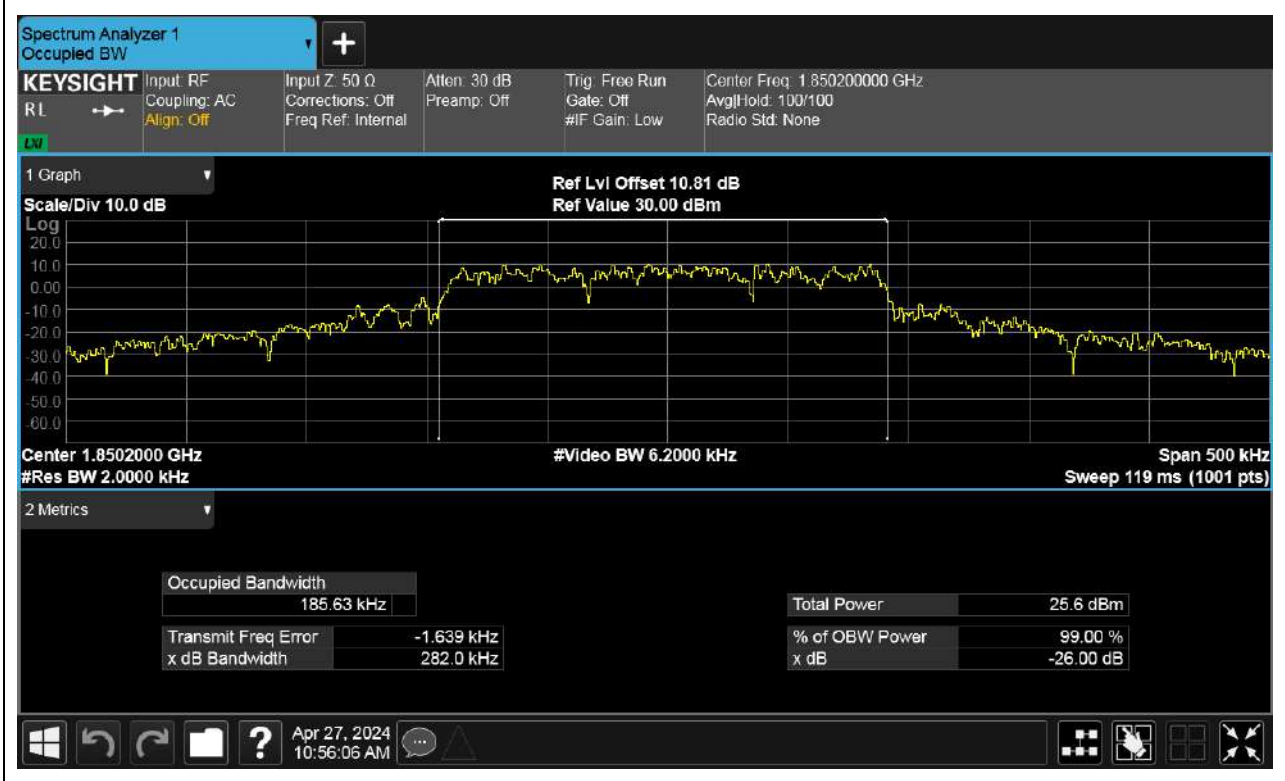 Spectrum Analyzer 1
Occupied BW
+
KEYSIGHT
RL
LXI
Input: RF
Coupling: AC
Align: Off
Input Z: 50 Ω
Corrections: Off
Freq Ref: Internal
Atten: 30 dB
Preamp: Off
Trig: Free Run
Gate: Off
#IF Gain: Low
Center Freq: 1.850200000 GHz
Avg|Hold: 100/100
Radio Std: None
1 Graph
Ref Lvl Offset 10.81 dB
Scale/Div 10.0 dB
Ref Value 30.00 dBm
Log
20.0
10.0
0.00
-10.0
-20.0
-30.0
-40.0
-50.0
-60.0
Center 1.8502000 GHz
#Video BW 6.2000 kHz
Span 500 kHz
#Res BW 2.0000 kHz
Sweep 119 ms (1001 pts)
2 Metrics
Occupied Bandwidth
185.63 kHz
Total Power 25.6 dBm
Transmit Freq Error -1.639 kHz
% of OBW Power 99.00 %
x dB Bandwidth 282.0 kHz
x dB -26.00 dB
?
Apr 27, 2024
10:56:06 AM